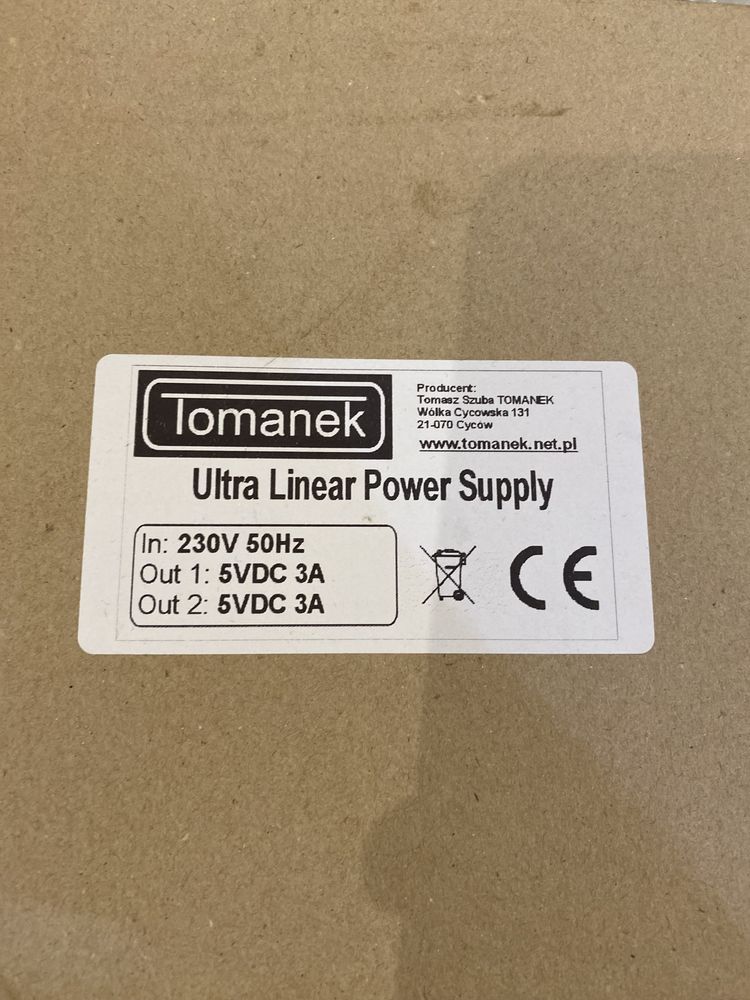 Tomanek
Producent:
Tomasz Szuba TOMANEK
Wólka Cycowska 131
21-070 Cyców
www.tomanek.net.pl
Ultra Linear Power Supply
In: 230V 50Hz
Out 1: 5VDC 3A
Out 2: 5VDC 3A
CE